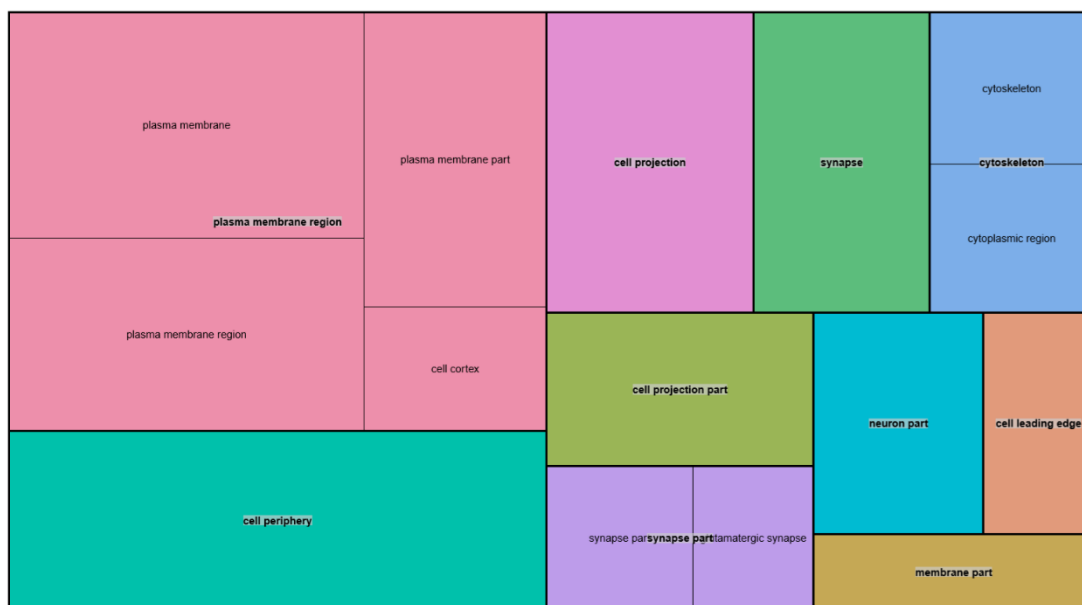 plasma membrane
plasma membrane part
plasma membrane region
plasma membrane region
cell cortex
cell periphery
cell projection
synapse
cytoskeleton
cytoskeleton
cytoplasmic region
cell projection part
neuron part
cell leading edge
synapse part
synapse
membrane part